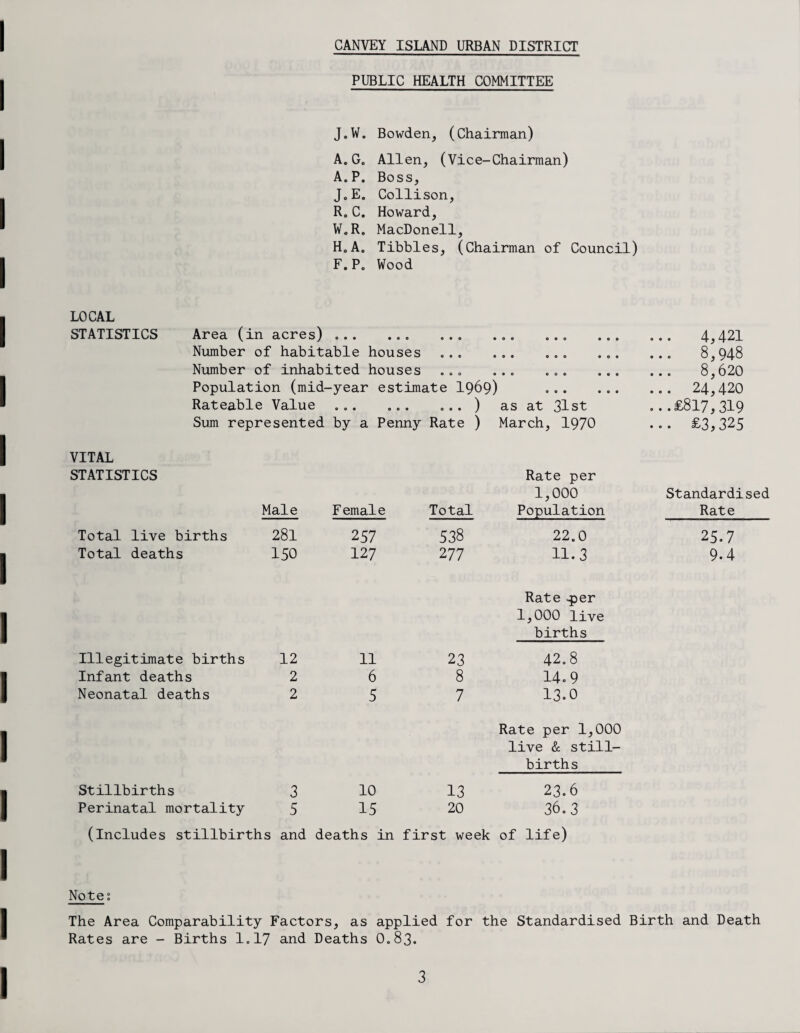 CANVEY ISLAND URBAN DISTRICT
PUBLIC HEALTH COMMITTEE
J.W. Bowden, (Chairman)
A.G. Allen, (Vice-Chairman)
A.P. Boss,
J.E. Collison,
R.C. Howard,
W.R. MacDonell,
H.A. Tibbles, (Chairman of Council)
F.P. Wood
LOCAL
STATISTICS Area (in acres) ... ... ... ... ... ... ... 4,421
Number of habitable houses ... ... ... ... ... 8,948
Number of inhabited houses ... ... ... ... ... 8,620
Population (mid-year estimate 1969) ... ... ... 24,420
Rateable Value ... ... ... ) as at 31st ...£817,319
Sum represented by a Penny Rate ) March, 1970 ... £3,325
VITAL
STATISTICS Rate per
1,000 Standardised
Male Female Total Population Rate
Total live births 281 257 538 22.0 25.7
Total deaths 150 127 277 11.3 9.4
Rate per
1,000 live
births
Illegitimate births 12 11 23 42.8
Infant deaths 2 6 8 14.9
Neonatal deaths 2 5 7 13.0
Rate per 1,000
live & still-
births
Stillbirths 3 10 13 23.6
Perinatal mortality 5 15 20 36.3
(Includes stillbirths and deaths in first week of life)
Note:
The Area Comparability Factors, as applied for the Standardised Birth and Death
Rates are - Births 1.17 and Deaths 0.83.
3